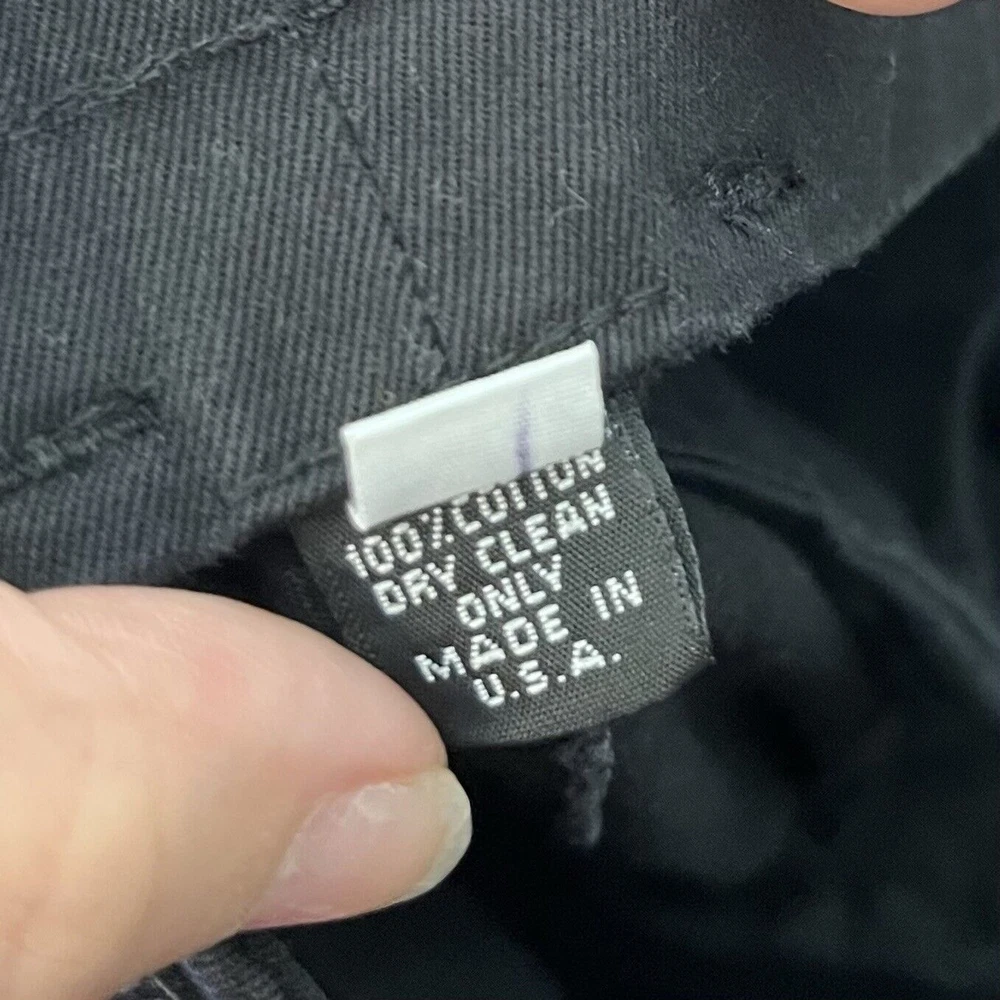 100% COTTON
DRY CLEAN
ONLY
MADE IN
U.S.A.